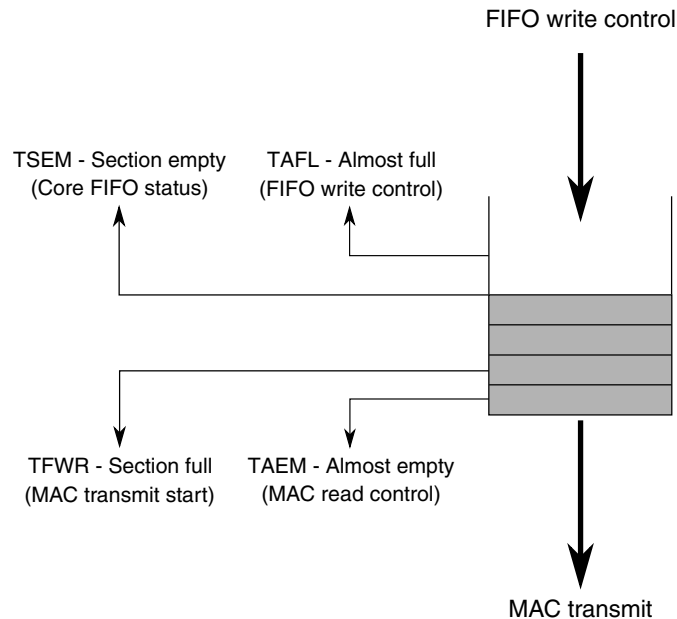 FIFO write control
TSEM - Section empty
(Core FIFO status)
TAFL - Almost full
(FIFO write control)
TFWR - Section full
(MAC transmit start)
TAEM - Almost empty
(MAC read control)
MAC transmit